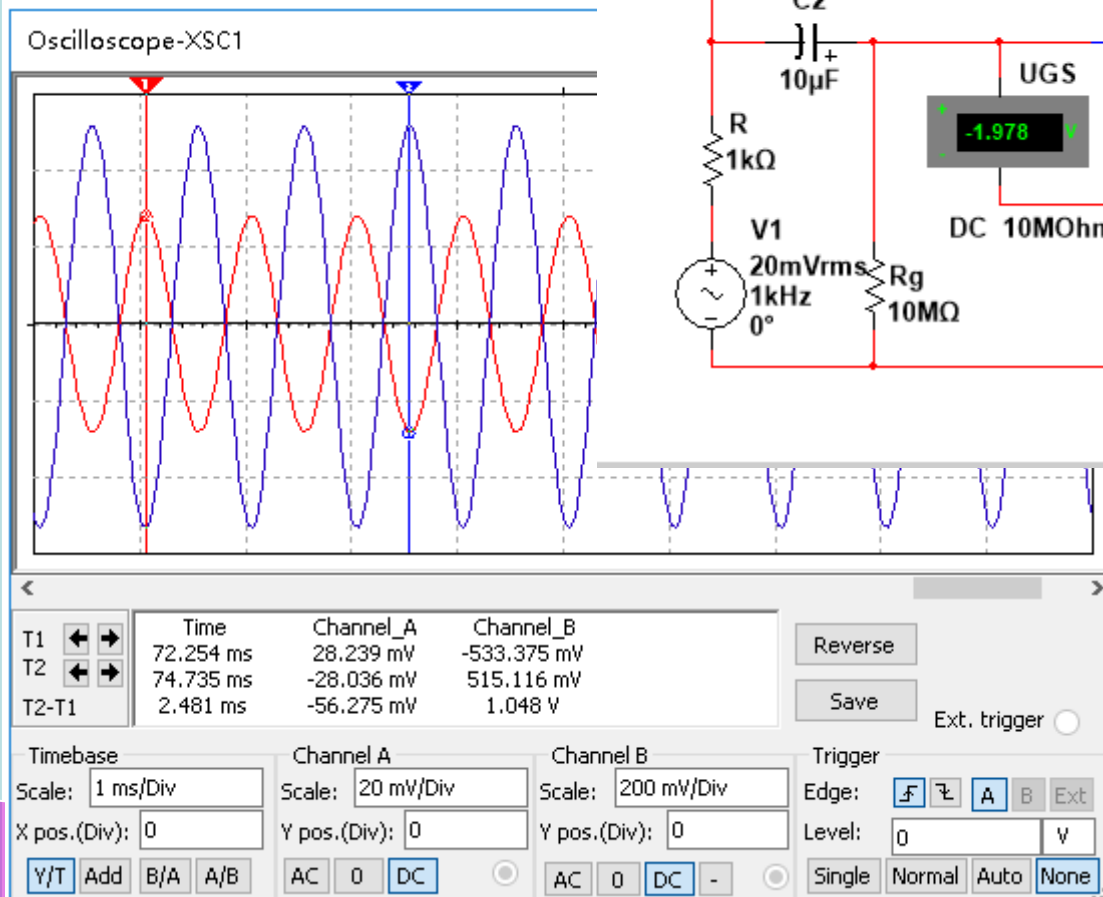 Oscilloscope-XSC1
1
2
C2
+
10µF
UGS
+
-1.978 V
-
R
1kΩ
DC 10MOhm
V1
+
20mVrms
1kHz
0°
Rg
10MΩ
T1
T2
T2-T1
Time Channel_A Channel_B
72.254 ms 28.239 mV -533.375 mV
74.735 ms -28.036 mV 515.116 mV
2.481 ms -56.275 mV 1.048 V
Reverse
Save
Ext. trigger
Timebase
Scale: 1 ms/Div
X pos.(Div): 0
Y/T Add B/A A/B
Channel A
Scale: 20 mV/Div
Y pos.(Div): 0
AC 0 DC
Channel B
Scale: 200 mV/Div
Y pos.(Div): 0
AC 0 DC -
Trigger
Edge: A B Ext
Level: 0 V
Single Normal Auto None